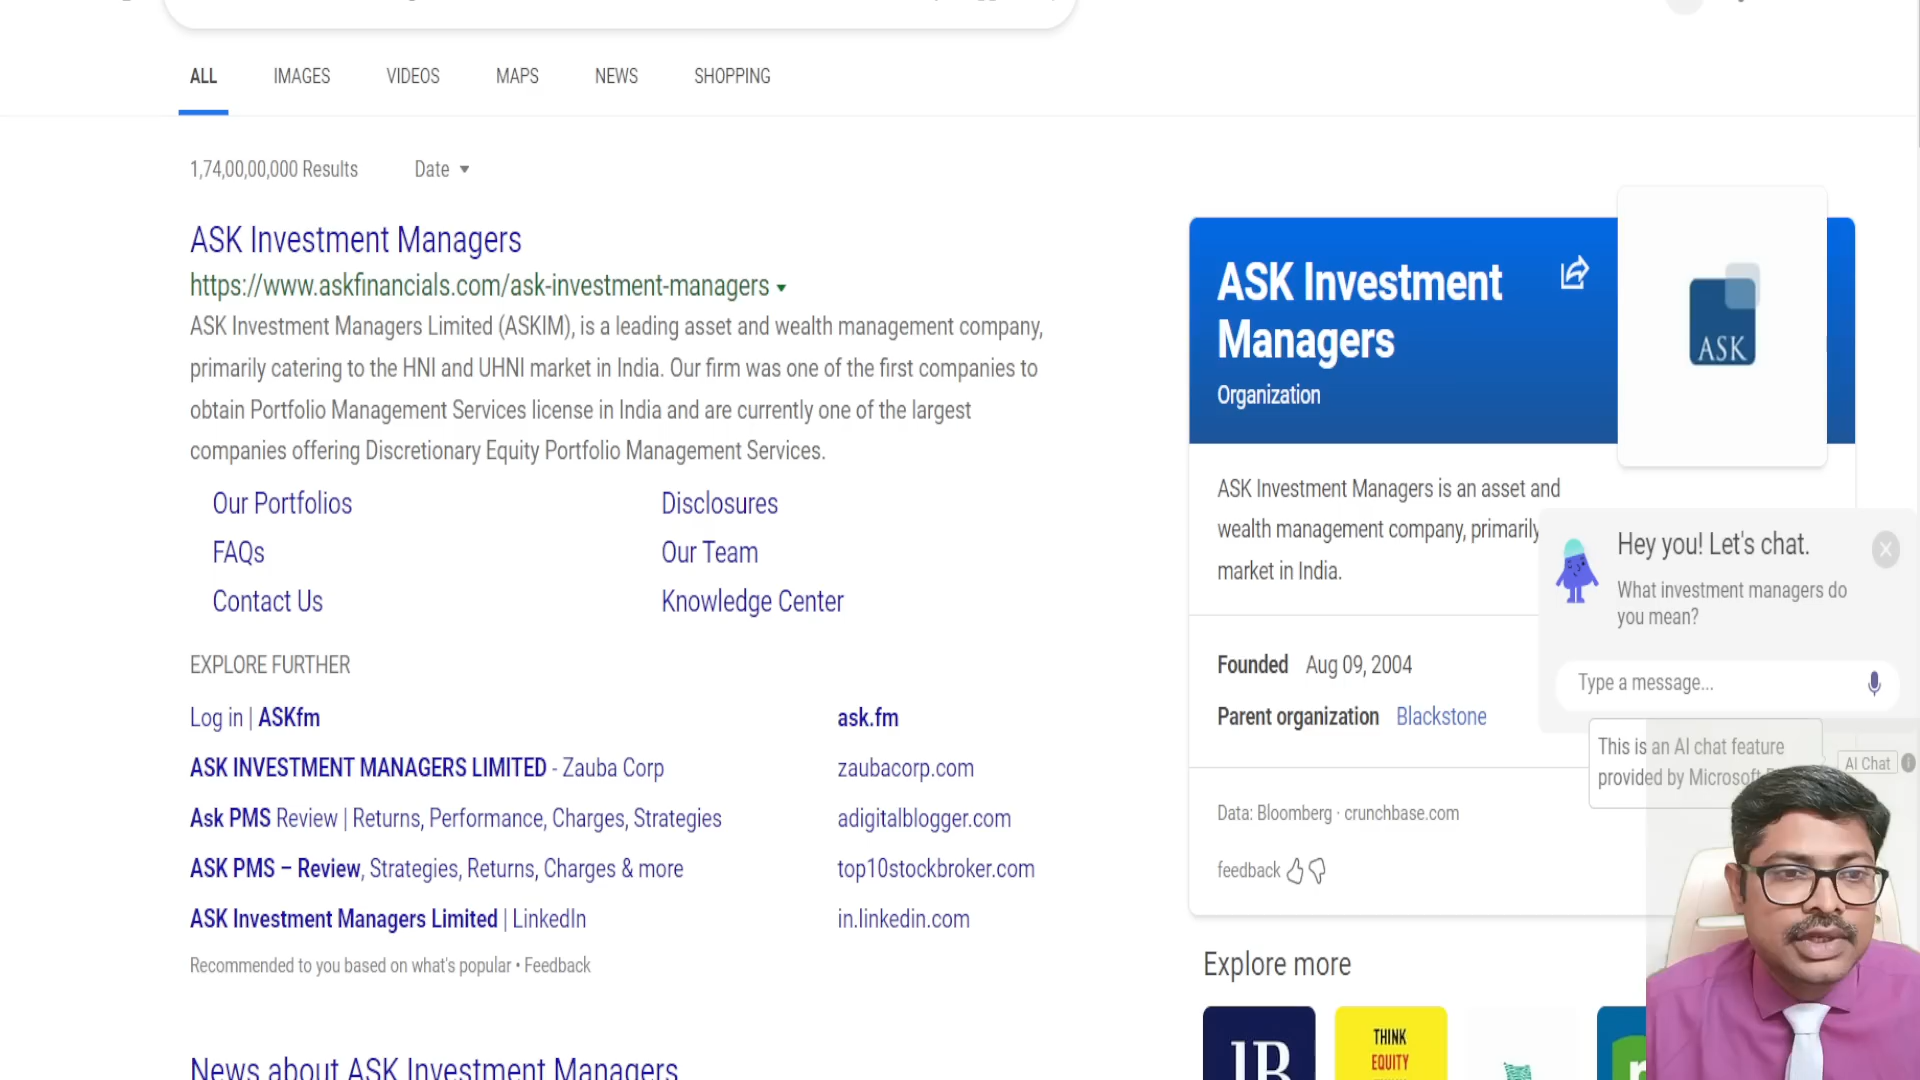 ALL IMAGES VIDEOS MAPS NEWS SHOPPING
1,74,00,00,000 Results Date
ASK Investment Managers
https://www.askfinancials.com/ask-investment-managers
ASK Investment Managers Limited (ASKIM), is a leading asset and wealth management company,
primarily catering to the HNI and UHNI market in India. Our firm was one of the first companies to
obtain Portfolio Management Services license in India and are currently one of the largest
companies offering Discretionary Equity Portfolio Management Services.
Our Portfolios Disclosures
FAQs Our Team
Contact Us Knowledge Center
EXPLORE FURTHER
Log in | ASKfm ask.fm
ASK INVESTMENT MANAGERS LIMITED - Zauba Corp zaubacorp.com
Ask PMS Review | Returns, Performance, Charges, Strategies adigitalblogger.com
ASK PMS – Review, Strategies, Returns, Charges & more top10stockbroker.com
ASK Investment Managers Limited | LinkedIn in.linkedin.com
Recommended to you based on what's popular • Feedback
News about ASK Investment Managers
ASK Investment
Managers
Organization
ASK
ASK Investment Managers is an asset and
wealth management company, primarily
market in India.
Founded Aug 09, 2004
Parent organization Blackstone
Data: Bloomberg · crunchbase.com
feedback
Explore more
THINK
EQUITY
Hey you! Let's chat.
What investment managers do
you mean?
Type a message...
This is an AI chat feature
provided by Microsoft
AI Chat